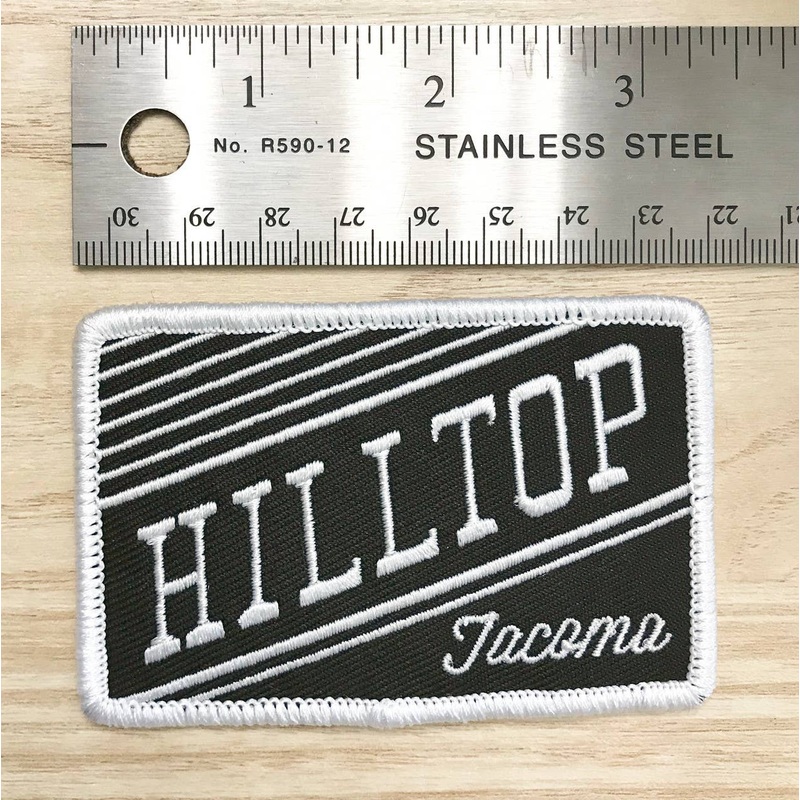 1 2 3
No. R590-12 STAINLESS STEEL
30 29 28 27 26 25 24 23 22
HILLTOP
Tacoma